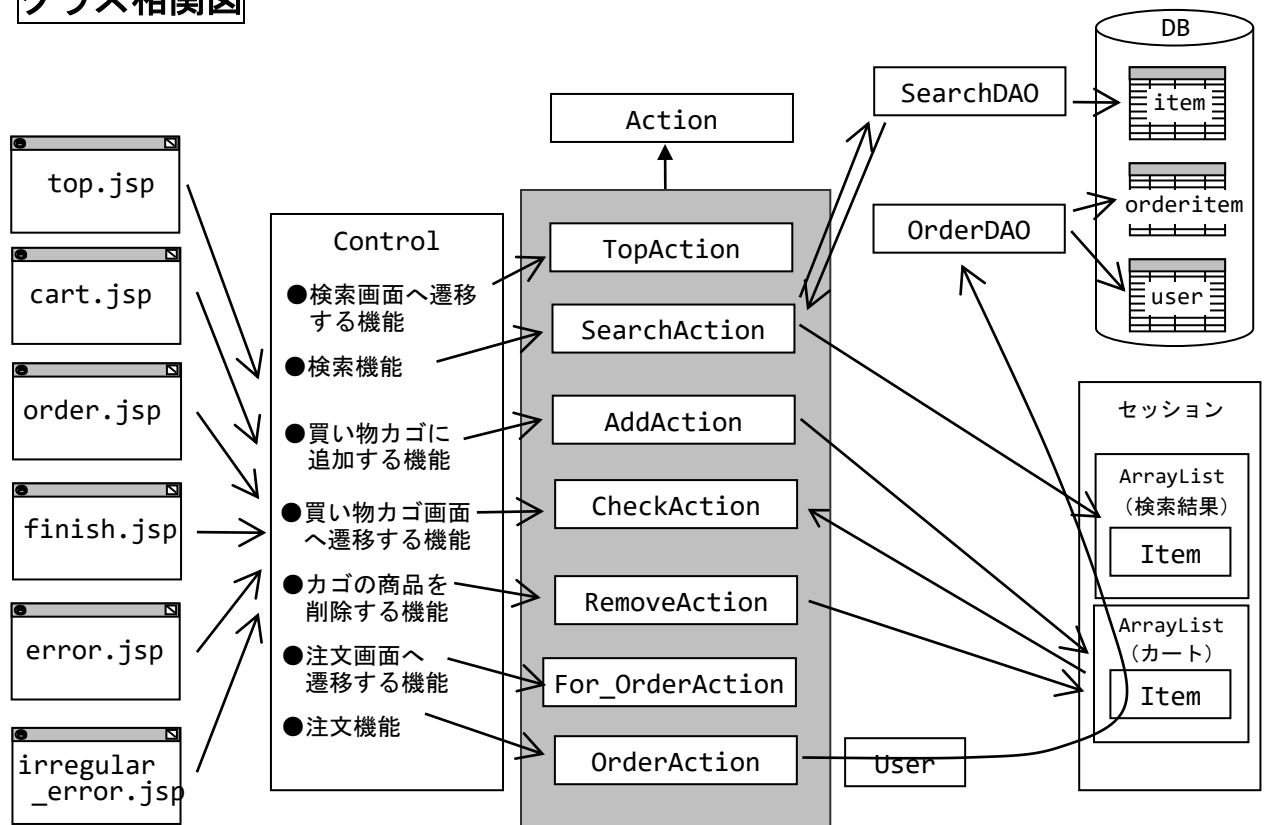 クラス相関図
top.jsp
cart.jsp
order.jsp
finish.jsp
error.jsp
irregular
_error.jsp
Control
●検索画面へ遷移
する機能
●検索機能
●買い物カゴに
追加する機能
●買い物カゴ画面
へ遷移する機能
●カゴの商品を
削除する機能
●注文画面へ
遷移する機能
●注文機能
Action
TopAction
SearchAction
AddAction
CheckAction
RemoveAction
For_OrderAction
OrderAction
User
SearchDAO
OrderDAO
DB
item
orderitem
user
セッション
ArrayList
（検索結果）
Item
ArrayList
（カート）
Item